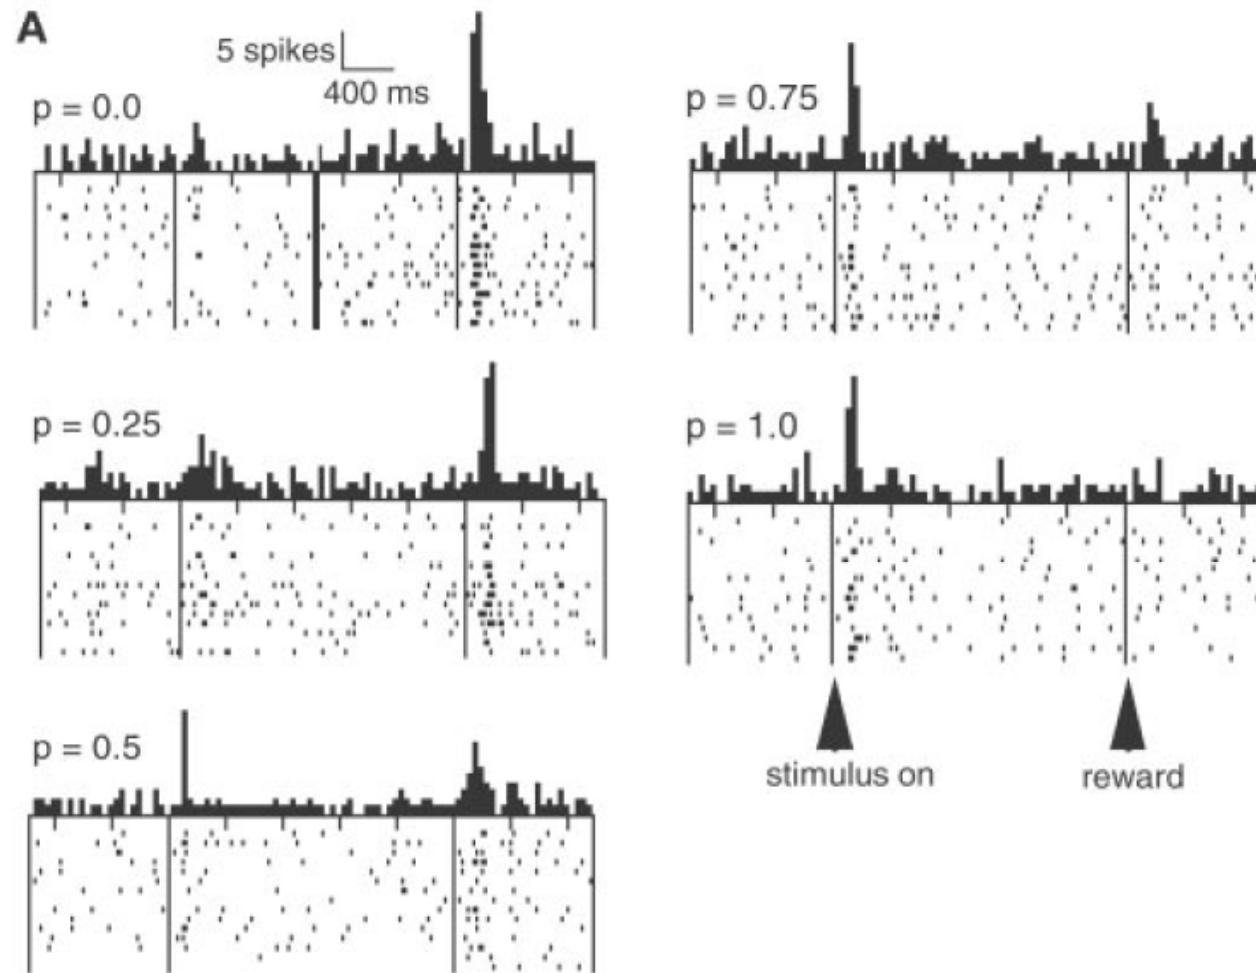 A
5 spikes
400 ms
p = 0.0
p = 0.25
p = 0.5
p = 0.75
p = 1.0
stimulus on
reward